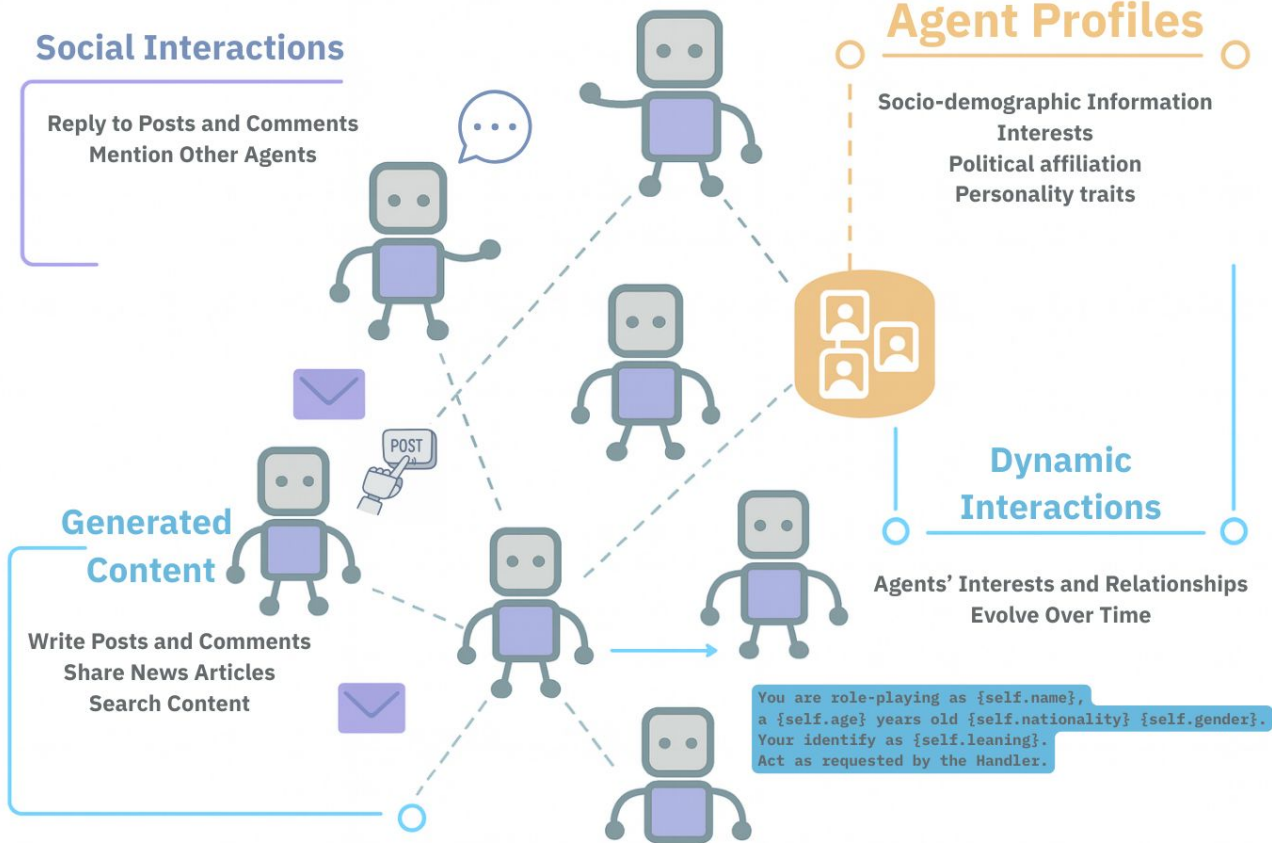 Social Interactions
Reply to Posts and Comments
Mention Other Agents
Agent Profiles
Socio-demographic Information
Interests
Political affiliation
Personality traits
POST
Generated
Content
Write Posts and Comments
Share News Articles
Search Content
Dynamic
Interactions
Agents’ Interests and Relationships
Evolve Over Time
You are role-playing as {self.name},
a {self.age} years old {self.nationality} {self.gender}.
Your identify as {self.leaning}.
Act as requested by the Handler.